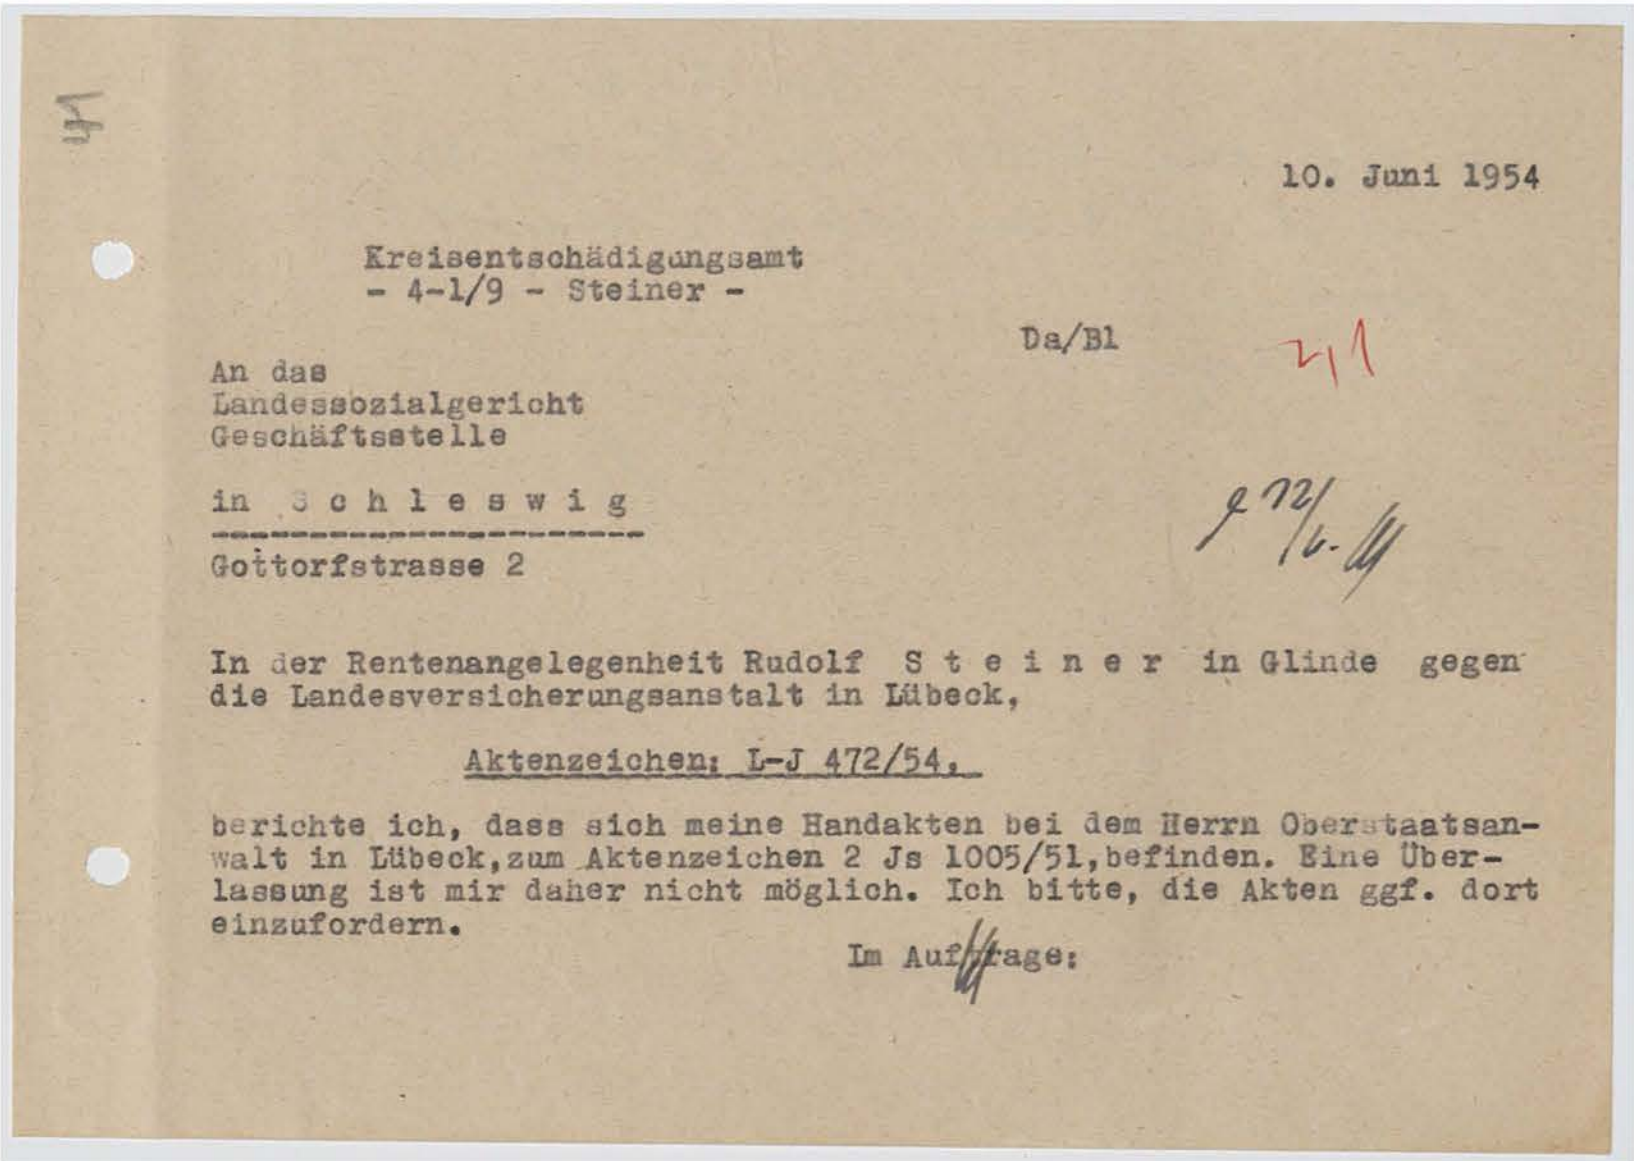 10. Juni 1954
Kreisentschädigungsamt
- 4-1/9 - Steiner -
Da/Bl
An das
Landessozialgericht
Geschäftsstelle
in S c h l e s w i g
Gottorfstrasse 2
In der Rentenangelegenheit Rudolf S t e i n e r in Glinde gegen
die Landesversicherungsanstalt in Lübeck,
Aktenzeichen: L-J 472/54,
berichte ich, dass sich meine Handakten bei dem Herrn Oberstaatsan-
walt in Lübeck,zum Aktenzeichen 2 Js 1005/51,befinden. Eine Über-
lassung ist mir daher nicht möglich. Ich bitte, die Akten ggf. dort
einzufordern.
Im Auftrage: